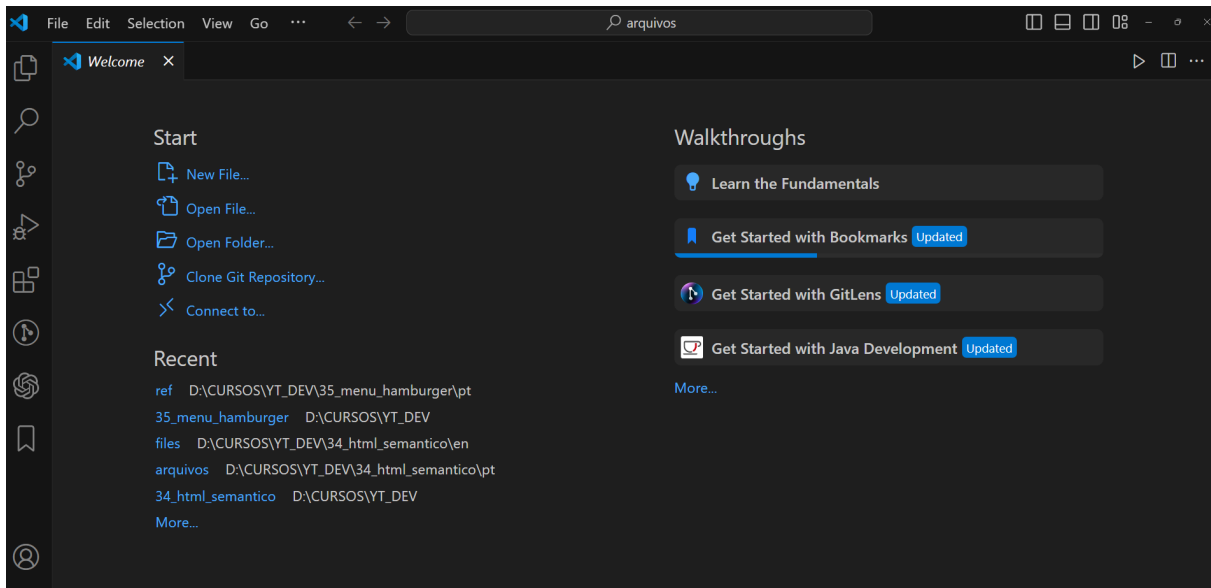 File Edit Selection View Go ··· arquivos
Welcome
Start
New File...
Open File...
Open Folder...
Clone Git Repository...
Connect to...
Recent
ref D:\CURSOS\YT_DEV\35_menu_hamburger\pt
35_menu_hamburger D:\CURSOS\YT_DEV
files D:\CURSOS\YT_DEV\34_html_semantico\en
arquivos D:\CURSOS\YT_DEV\34_html_semantico\pt
34_html_semantico D:\CURSOS\YT_DEV
More...
Walkthroughs
Learn the Fundamentals
Get Started with Bookmarks Updated
Get Started with GitLens Updated
Get Started with Java Development Updated
More...